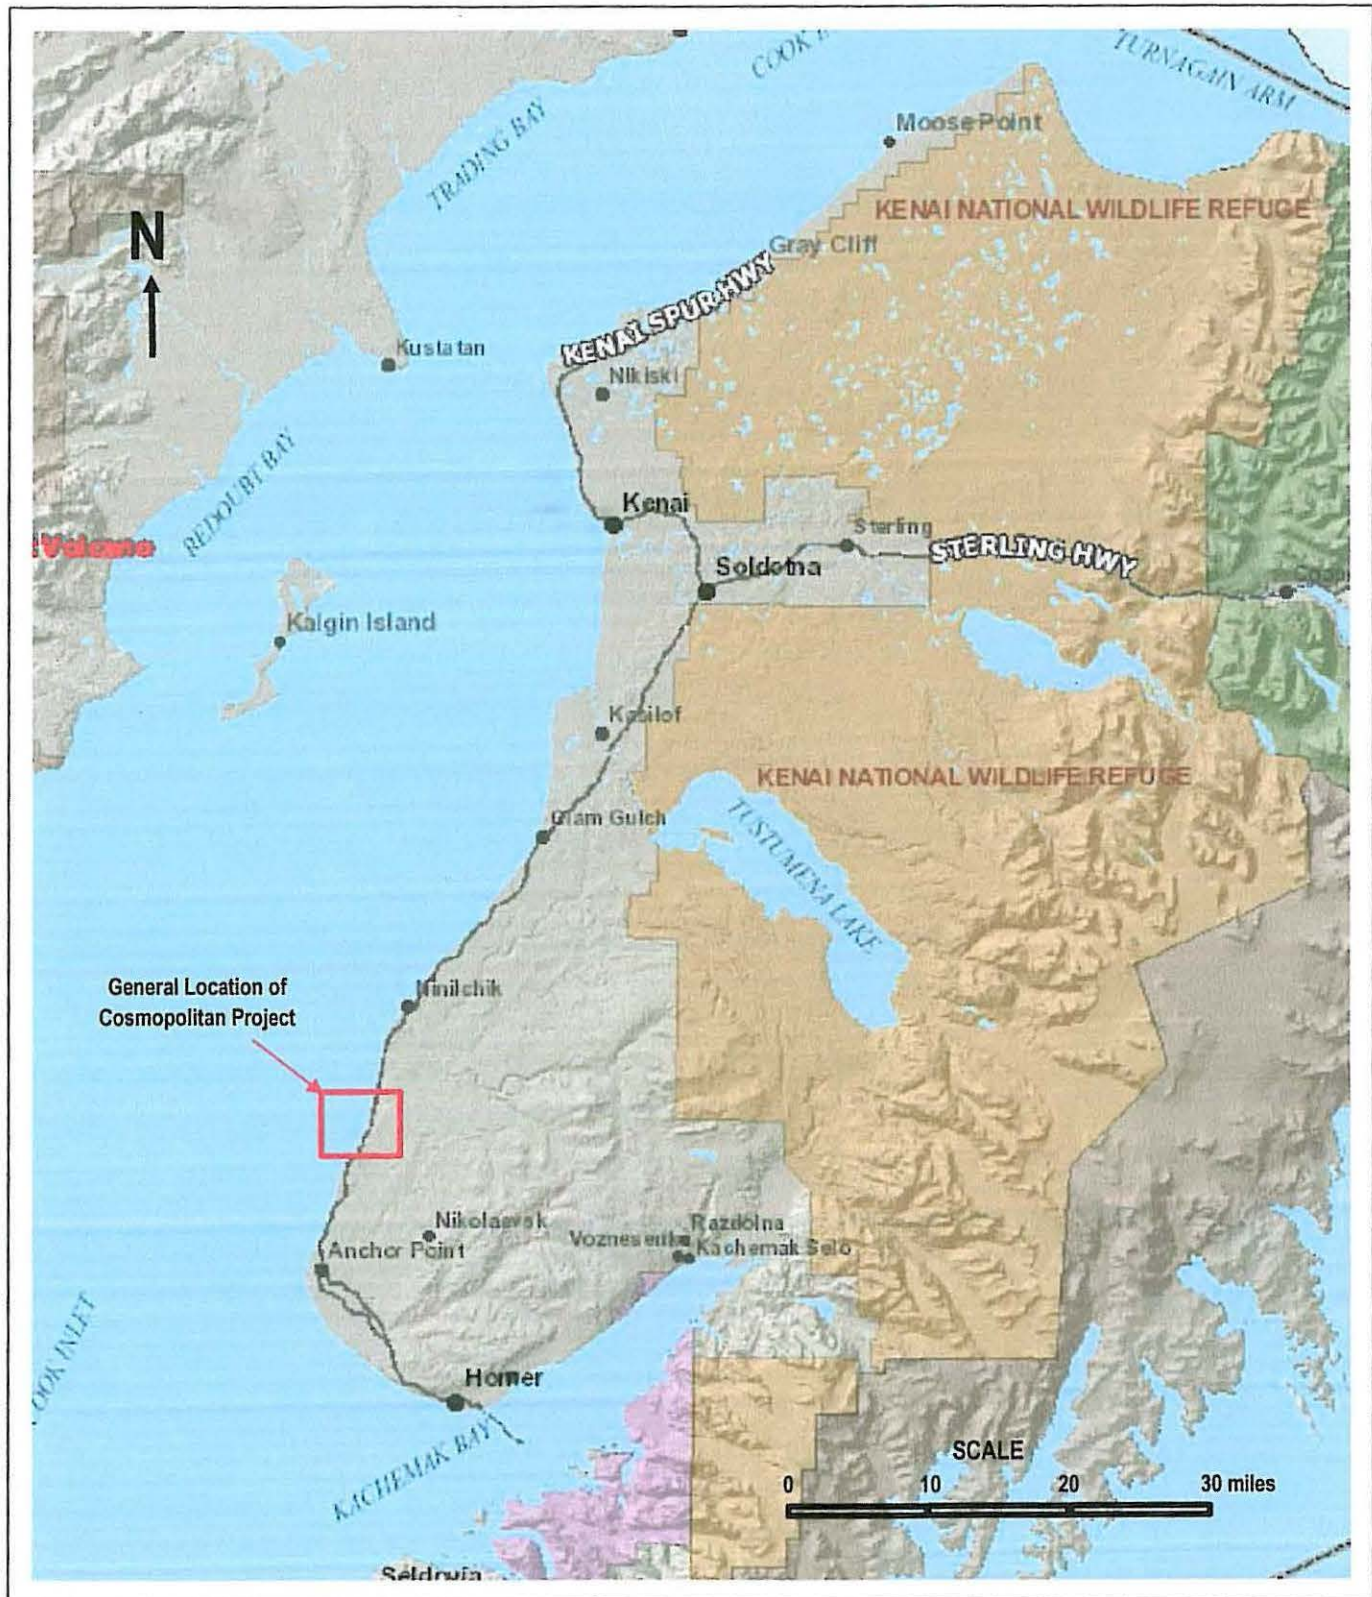 COOK I
TURNAGAIN ARM
TRADING BAY
Moose Point
KENAI NATIONAL WILDLIFE REFUGE
N
Gray Cliff
KENAI SPUR HWY
Kustatan
Nikiski
REDOUBT BAY
Kenai
Sterling
STERLING HWY
Volcano
Soldotna
Kalgin Island
Kasilof
KENAI NATIONAL WILDLIFE REFUGE
Clam Gulch
TUSTUMENA LAKE
General Location of
Cosmopolitan Project
Ninilchik
Nikolaevsk
Razdolna
Voznesenka
Kachemak Selo
Anchor Point
COOK INLET
Homer
KACHEMAK BAY
SCALE
0 10 20 30 miles
Seldovia